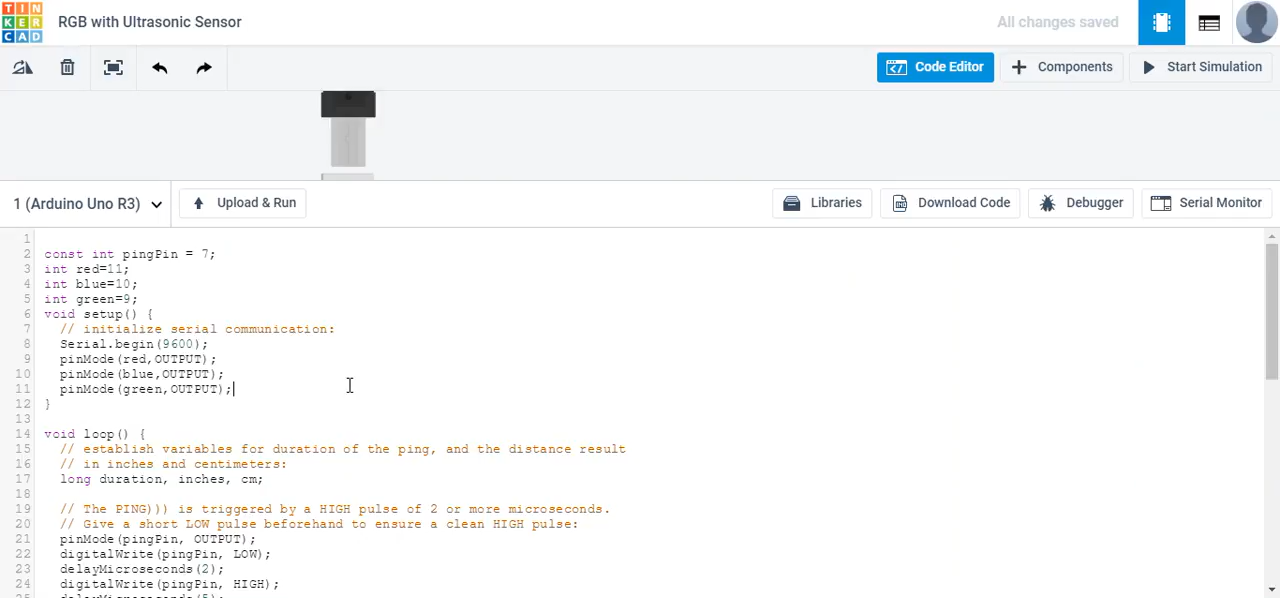 TIN
KER
CAD
RGB with Ultrasonic Sensor
All changes saved
Code Editor
Components
Start Simulation
1 (Arduino Uno R3)
Upload & Run
Libraries
Download Code
Debugger
Serial Monitor
1
2 const int pingPin = 7;
3 int red=11;
4 int blue=10;
5 int green=9;
6 void setup() {
7 // initialize serial communication:
8 Serial.begin(9600);
9 pinMode(red,OUTPUT);
10 pinMode(blue,OUTPUT);
11 pinMode(green,OUTPUT);
12 }
13
14 void loop() {
15 // establish variables for duration of the ping, and the distance result
16 // in inches and centimeters:
17 long duration, inches, cm;
18
19 // The PING))) is triggered by a HIGH pulse of 2 or more microseconds.
20 // Give a short LOW pulse beforehand to ensure a clean HIGH pulse:
21 pinMode(pingPin, OUTPUT);
22 digitalWrite(pingPin, LOW);
23 delayMicroseconds(2);
24 digitalWrite(pingPin, HIGH);
25 delayMicroseconds(5);